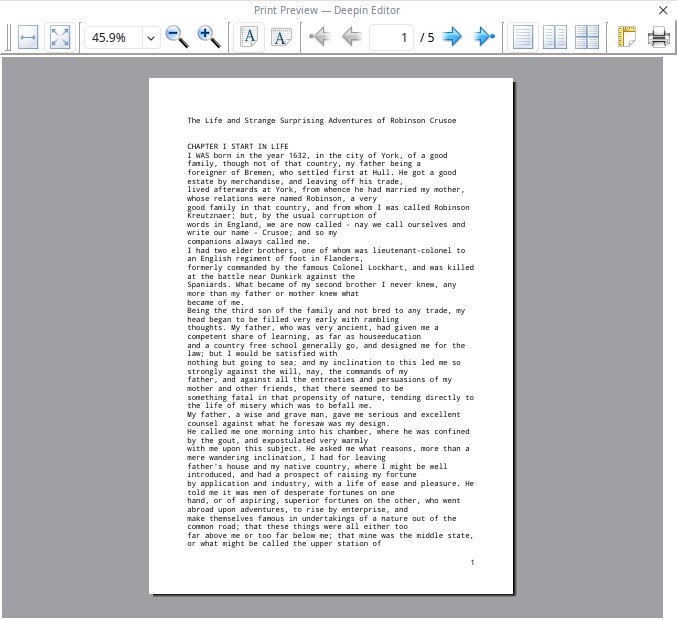 Print Preview — Deepin Editor
45.9%
A
A
1 / 5
The Life and Strange Surprising Adventures of Robinson Crusoe
CHAPTER I START IN LIFE
I WAS born in the year 1632, in the city of York, of a good
family, though not of that country, my father being a
foreigner of Bremen, who settled first at Hull. He got a good
estate by merchandise, and leaving off his trade,
lived afterwards at York, from whence he had married my mother,
whose relations were named Robinson, a very
good family in that country, and from whom I was called Robinson
Kreutznaer; but, by the usual corruption of
words in England, we are now called - nay we call ourselves and
write our name - Crusoe; and so my
companions always called me.
I had two elder brothers, one of whom was lieutenant-colonel to
an English regiment of foot in Flanders,
formerly commanded by the famous Colonel Lockhart, and was killed
at the battle near Dunkirk against the
Spaniards. What became of my second brother I never knew, any
more than my father or mother knew what
became of me.
Being the third son of the family and not bred to any trade, my
head began to be filled very early with rambling
thoughts. My father, who was very ancient, had given me a
competent share of learning, as far as houseeducation
and a country free school generally go, and designed me for the
law; but I would be satisfied with
nothing but going to sea; and my inclination to this led me so
strongly against the will, nay, the commands of my
father, and against all the entreaties and persuasions of my
mother and other friends, that there seemed to be
something fatal in that propensity of nature, tending directly to
the life of misery which was to befall me.
My father, a wise and grave man, gave me serious and excellent
counsel against what he foresaw was my design.
He called me one morning into his chamber, where he was confined
by the gout, and expostulated very warmly
with me upon this subject. He asked me what reasons, more than a
mere wandering inclination, I had for leaving
father's house and my native country, where I might be well
introduced, and had a prospect of raising my fortune
by application and industry, with a life of ease and pleasure. He
told me it was men of desperate fortunes on one
hand, or of aspiring, superior fortunes on the other, who went
abroad upon adventures, to rise by enterprise, and
make themselves famous in undertakings of a nature out of the
common road; that these things were all either too
far above me or too far below me; that mine was the middle state,
or what might be called the upper station of
1